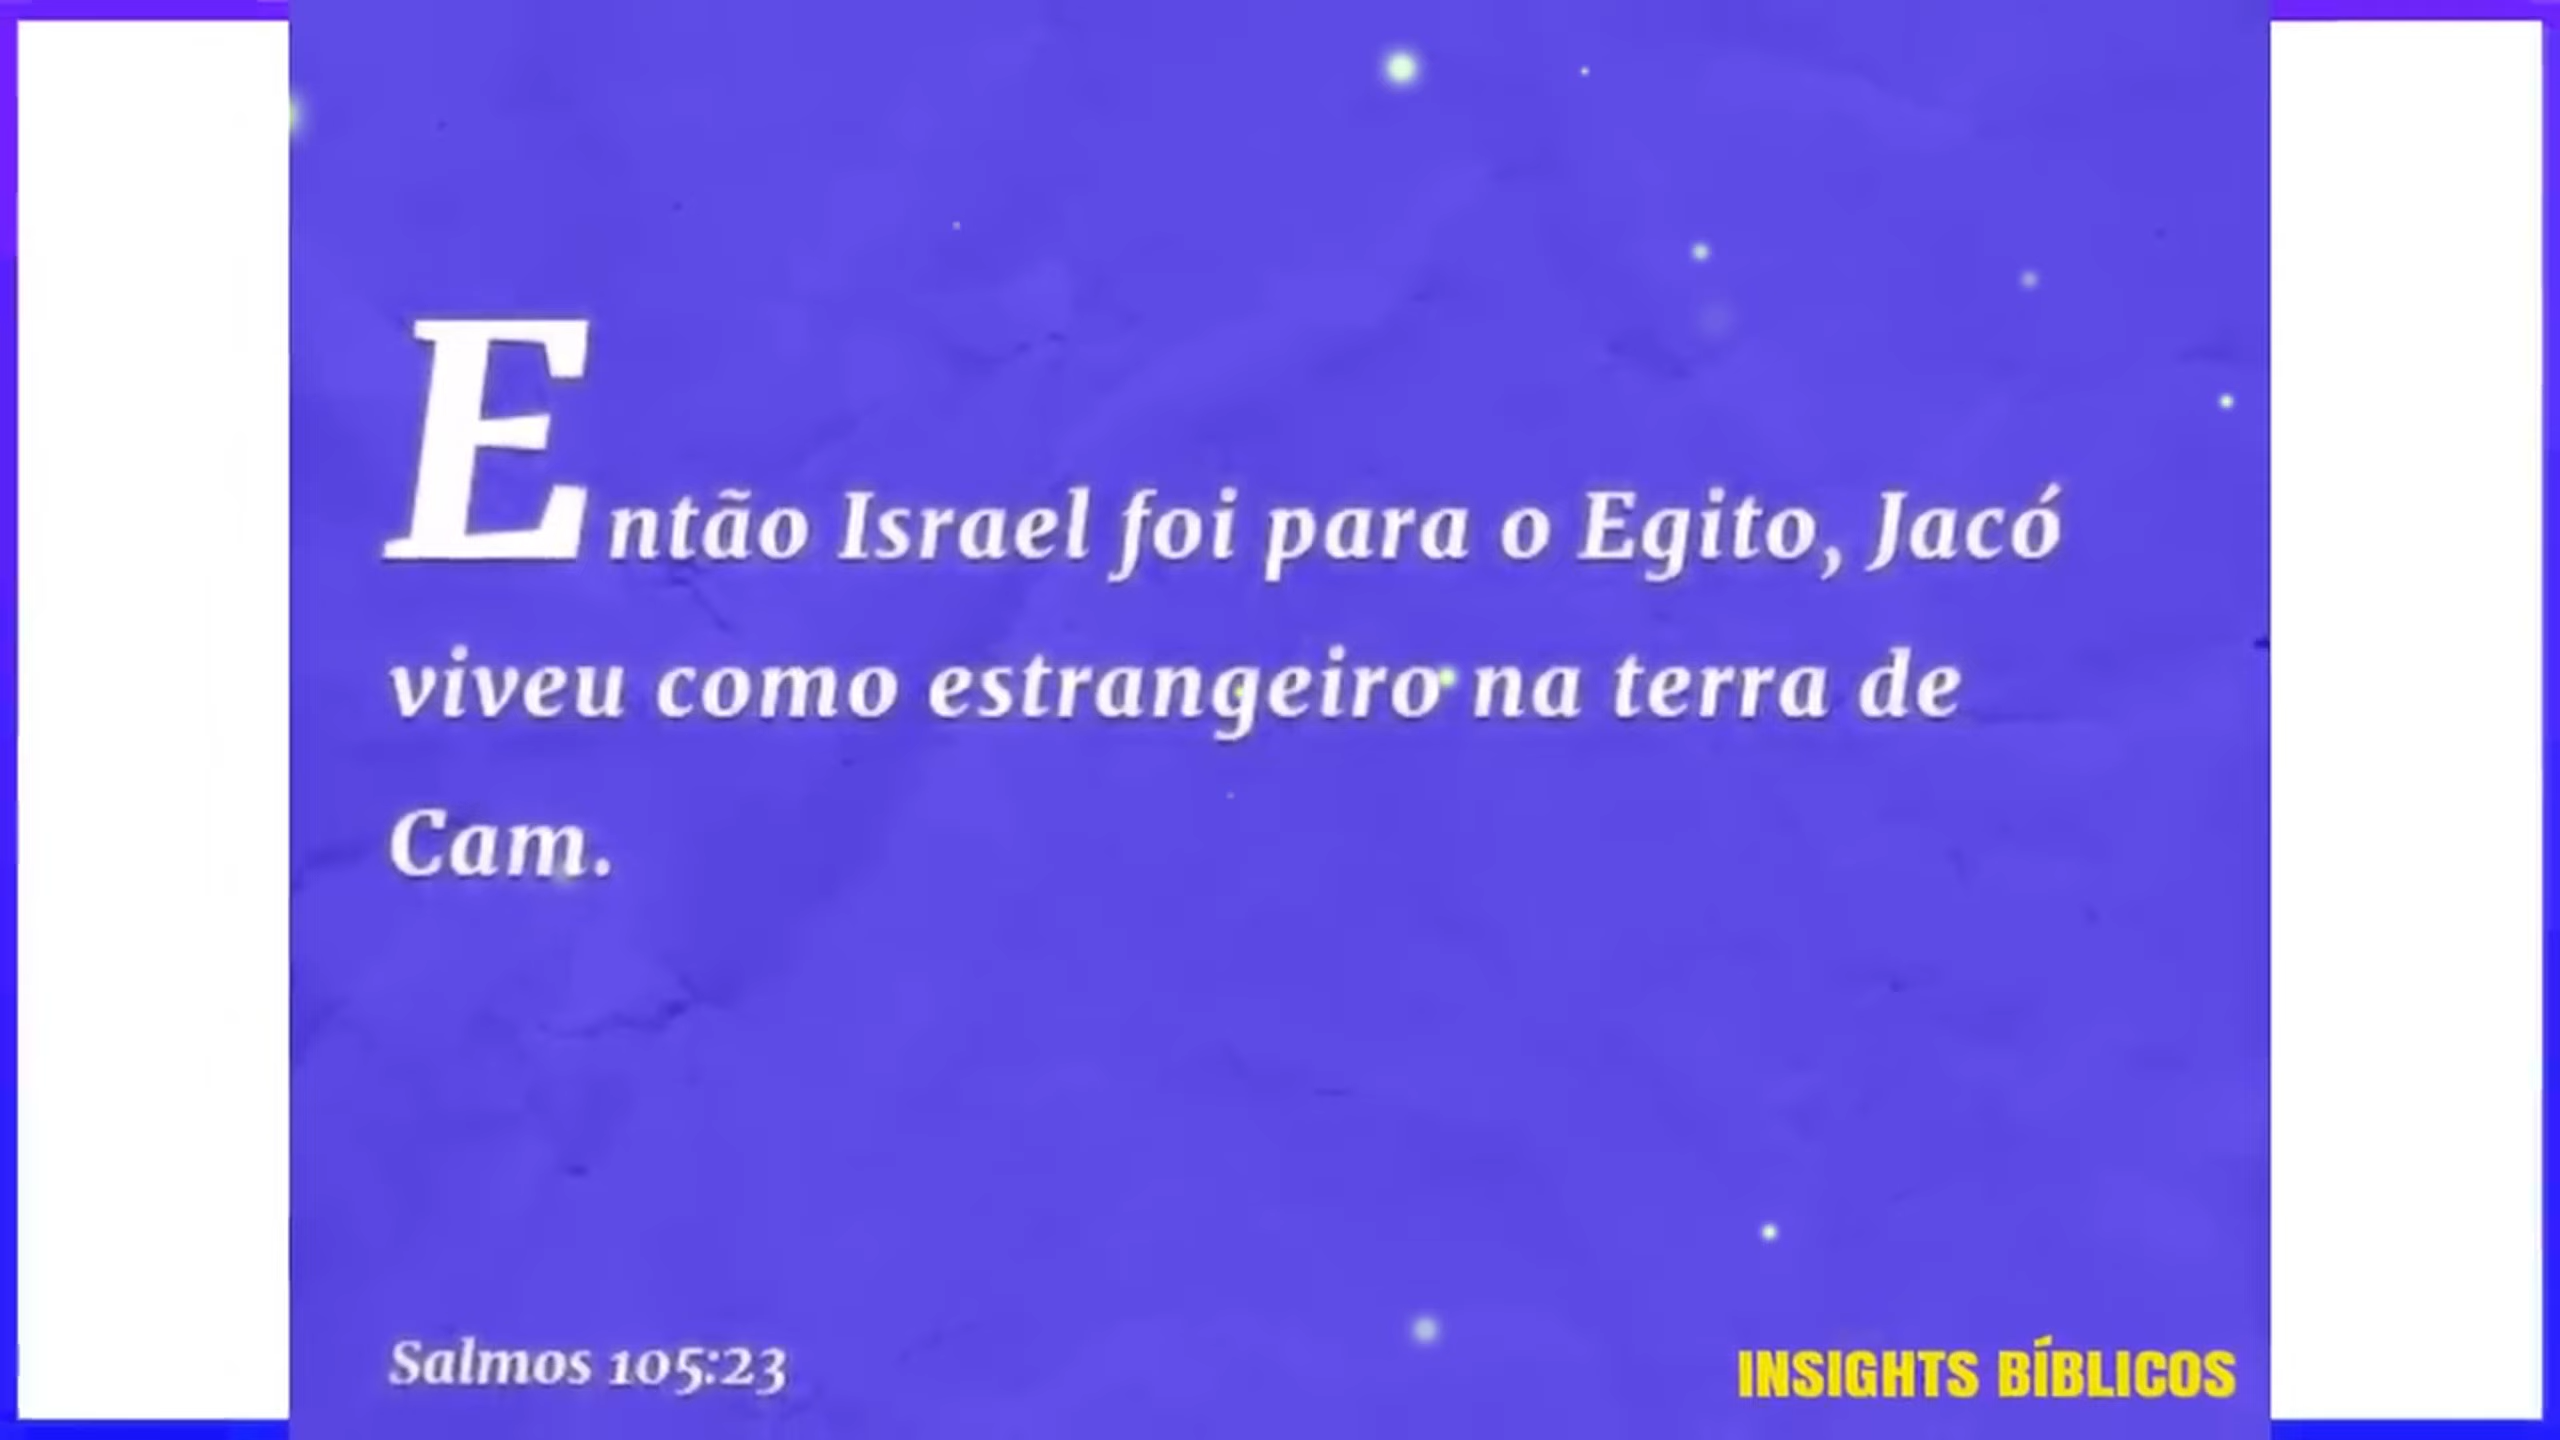 Então Israel foi para o Egito, Jacó
viveu como estrangeiro na terra de
Cam.
Salmos 105:23
INSIGHTS BÍBLICOS